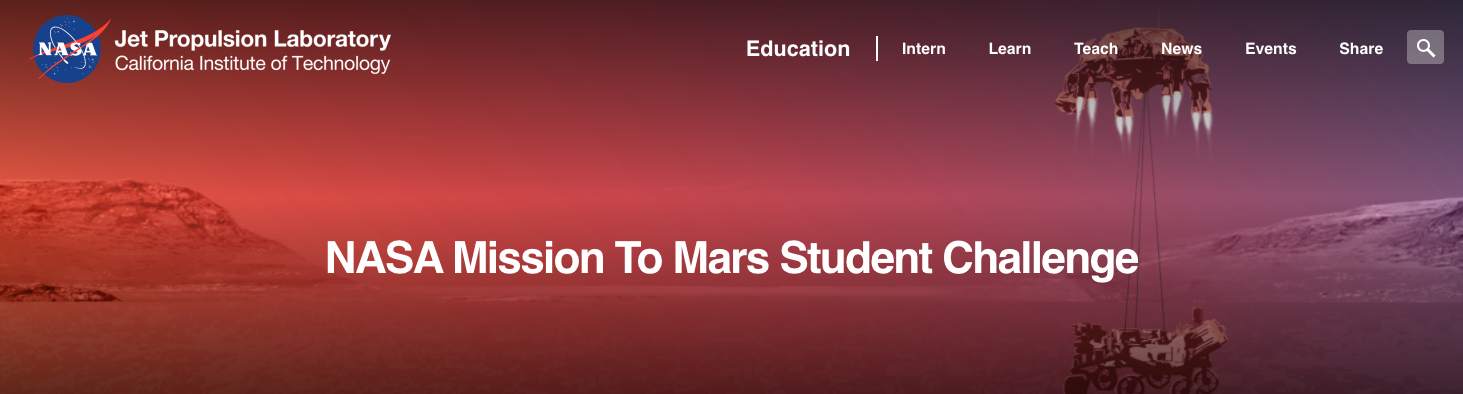 NASA
Jet Propulsion Laboratory
California Institute of Technology
Education
Intern
Learn
Teach
News
Events
Share
NASA Mission To Mars Student Challenge